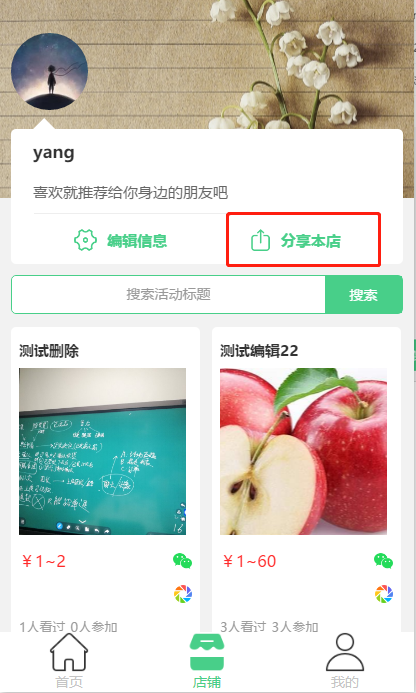 yang
喜欢就推荐给你身边的朋友吧
编辑信息 分享本店
搜索活动标题 搜索
测试删除 测试编辑22
￥1~2 ￥1~60
1人看过 0人参加 3人看过 3人参加
首页 店铺 我的